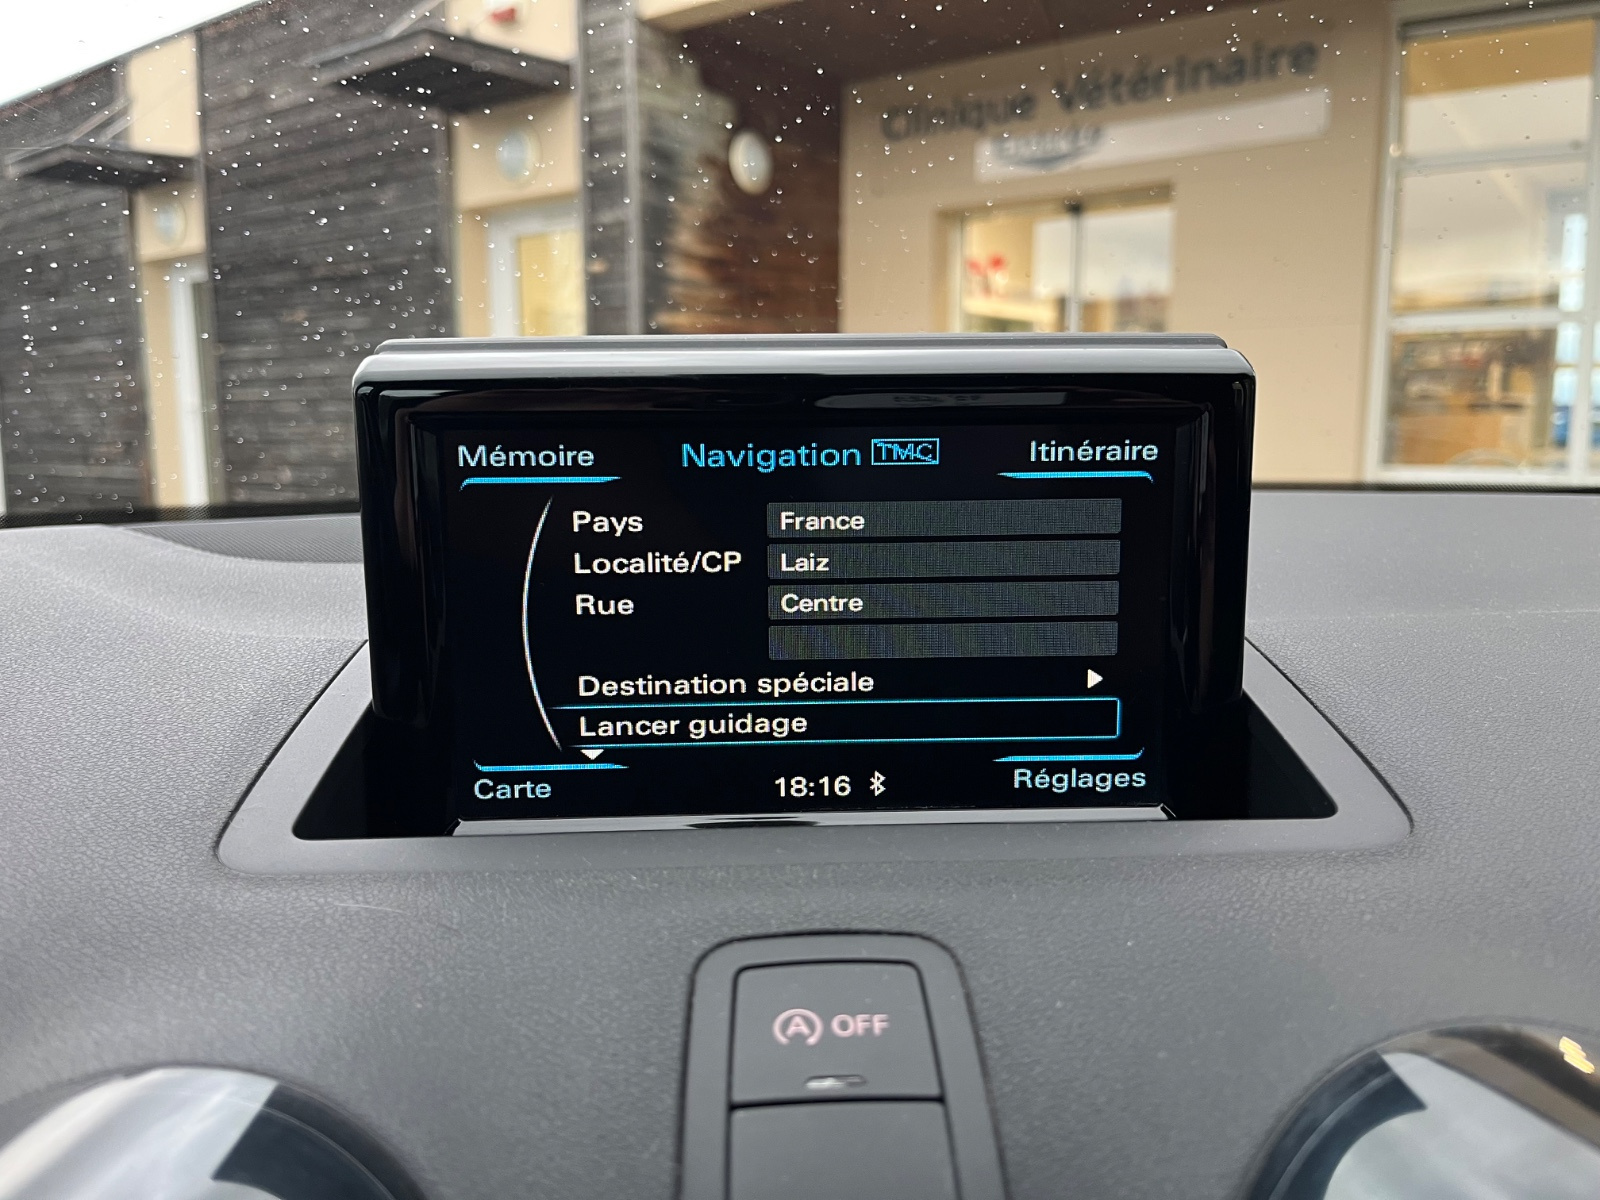 Clinique Vétérinaire
Mémoire
Navigation TMC
Itinéraire
Pays France
Localité/CP Laiz
Rue Centre
Destination spéciale
Lancer guidage
Carte
18:16
Réglages
A OFF